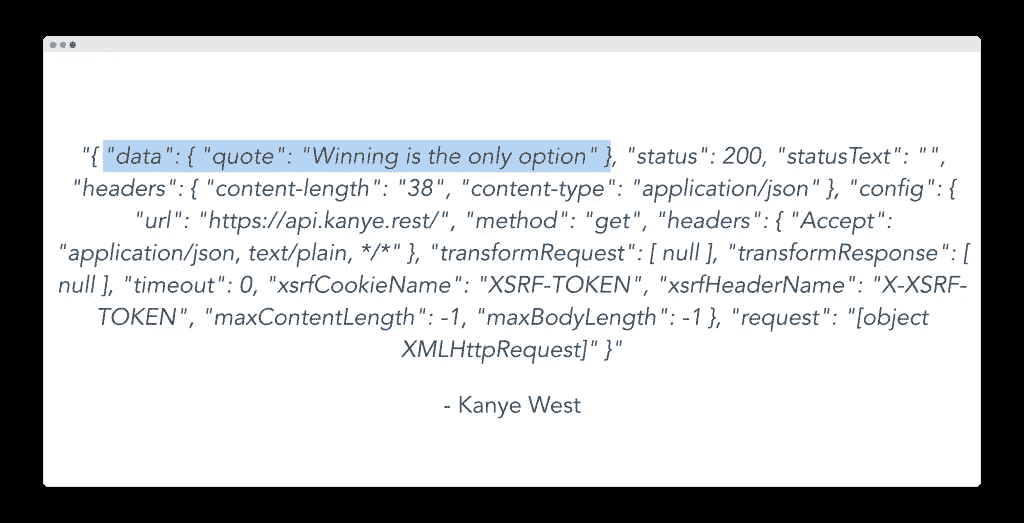 "{ "data": { "quote": "Winning is the only option" }, "status": 200, "statusText": "",
"headers": { "content-length": "38", "content-type": "application/json" }, "config": {
"url": "https://api.kanye.rest/", "method": "get", "headers": { "Accept":
"application/json, text/plain, */*" }, "transformRequest": [ null ], "transformResponse": [
null ], "timeout": 0, "xsrfCookieName": "XSRF-TOKEN", "xsrfHeaderName": "X-XSRF-
TOKEN", "maxContentLength": -1, "maxBodyLength": -1 }, "request": "[object
XMLHttpRequest]" }"
- Kanye West